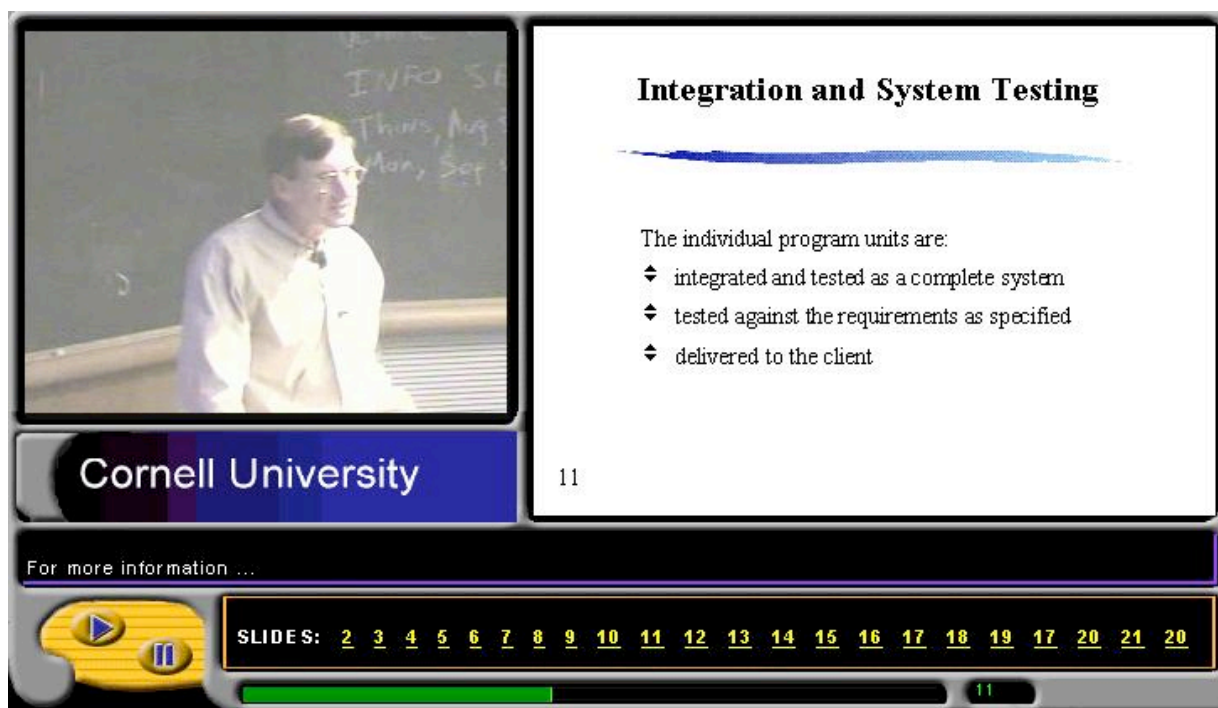 INFO SE
Thurs, Aug
Mon, Sep
Integration and System Testing
The individual program units are:
integrated and tested as a complete system
tested against the requirements as specified
delivered to the client
11
Cornell University
For more information ...
SLIDES: 2 3 4 5 6 7 8 9 10 11 12 13 14 15 16 17 18 19 17 20 21 20
11